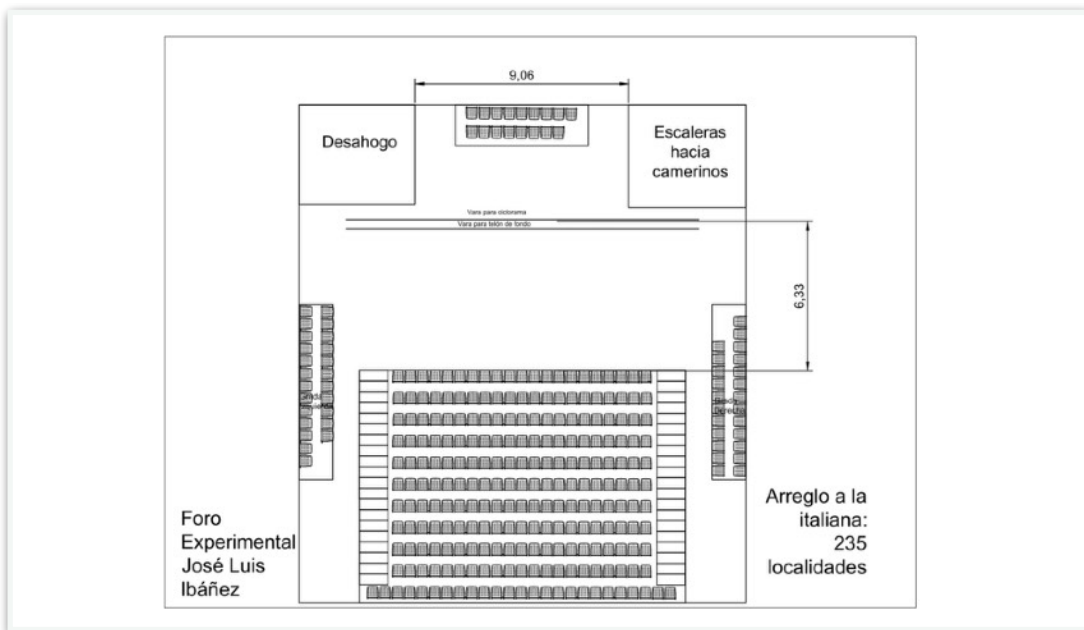 9,06
Desahogo
Escaleras
hacia
camerinos
Vara para ciclorama
Vara para telón de fondo
6,33
Foro
Experimental
José Luis
Ibáñez
Arreglo a la
italiana:
235
localidades